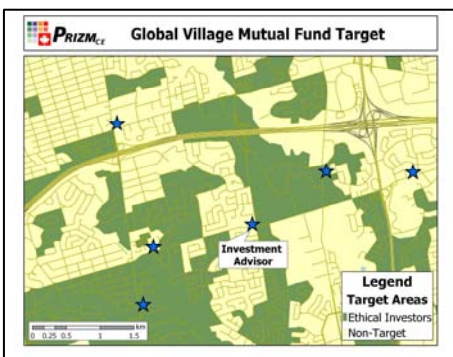 PRIZMCE Global Village Mutual Fund Target
Investment
Advisor
Legend
Target Areas
Ethical Investors
Non-Target
km
0 0.25 0.5 1 1.5